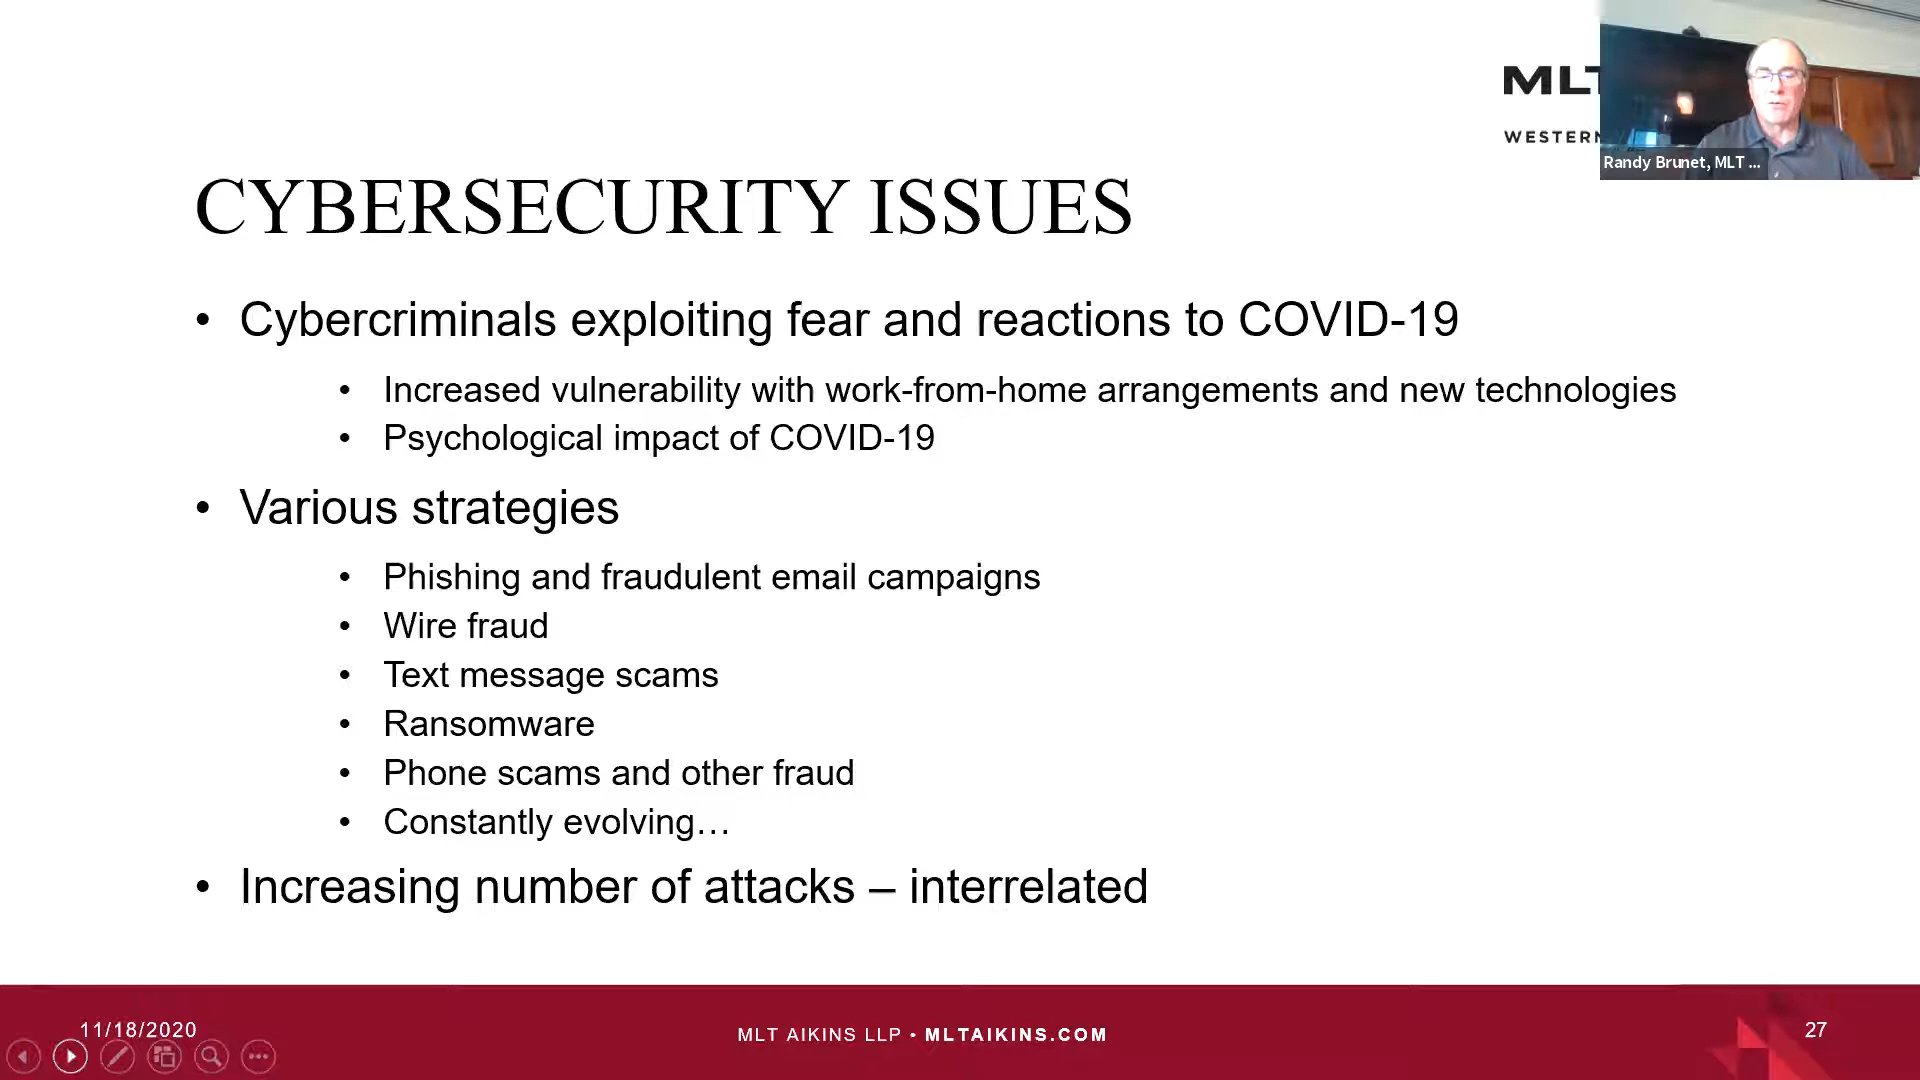 MLT
WESTERN
Randy Brunet, MLT ...
CYBERSECURITY ISSUES
• Cybercriminals exploiting fear and reactions to COVID-19
• Increased vulnerability with work-from-home arrangements and new technologies
• Psychological impact of COVID-19
• Various strategies
• Phishing and fraudulent email campaigns
• Wire fraud
• Text message scams
• Ransomware
• Phone scams and other fraud
• Constantly evolving…
• Increasing number of attacks – interrelated
11/18/2020
MLT AIKINS LLP • MLTAIKINS.COM
27